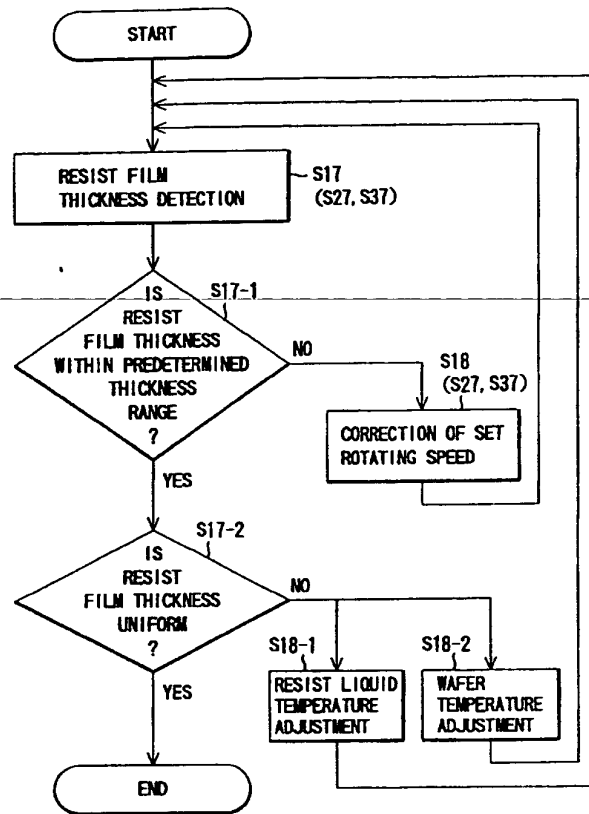 START
RESIST FILM
THICKNESS DETECTION
S17
(S27, S37)
IS
RESIST
FILM THICKNESS
WITHIN PREDETERMINED
THICKNESS
RANGE
?
S17-1
NO
YES
S18
(S27, S37)
CORRECTION OF SET
ROTATING SPEED
IS
RESIST
FILM THICKNESS
UNIFORM
?
S17-2
NO
YES
S18-1
RESIST LIQUID
TEMPERATURE
ADJUSTMENT
S18-2
WAFER
TEMPERATURE
ADJUSTMENT
END